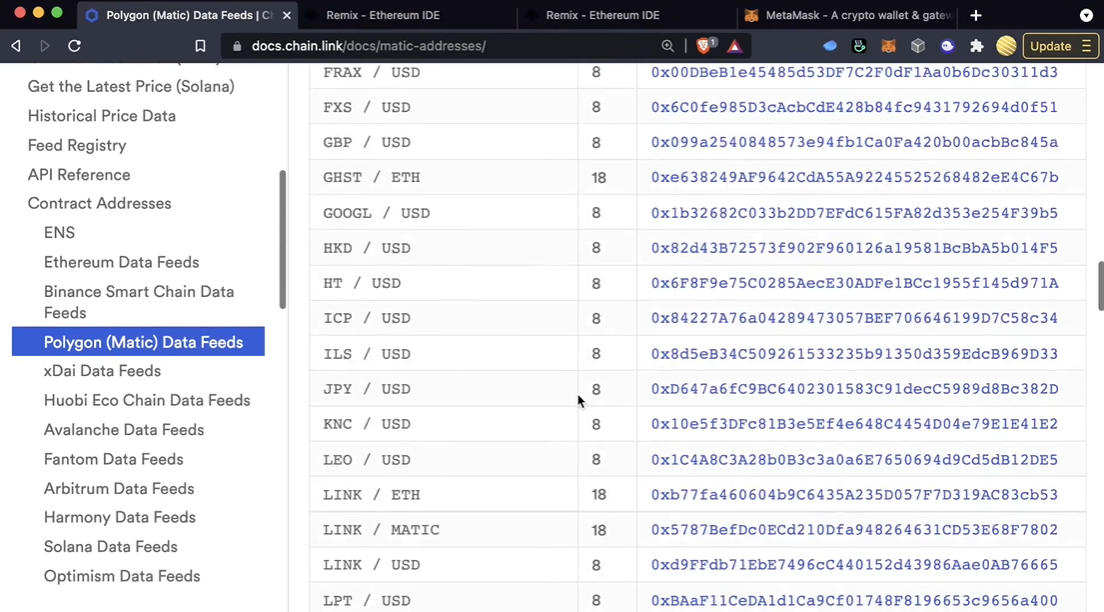 Polygon (Matic) Data Feeds | C
Remix - Ethereum IDE
Remix - Ethereum IDE
MetaMask - A crypto wallet & gatew
docs.chain.link/docs/matic-addresses/
1
Update
Get the Latest Price (Solana)
Historical Price Data
Feed Registry
API Reference
Contract Addresses
ENS
Ethereum Data Feeds
Binance Smart Chain Data
Feeds
Polygon (Matic) Data Feeds
xDai Data Feeds
Huobi Eco Chain Data Feeds
Avalanche Data Feeds
Fantom Data Feeds
Arbitrum Data Feeds
Harmony Data Feeds
Solana Data Feeds
Optimism Data Feeds
FRAX / USD 8 0x00DBeB1e45485d53DF7C2F0dF1Aa0b6Dc30311d3
FXS / USD 8 0x6C0fe985D3cAcbCdE428b84fc9431792694d0f51
GBP / USD 8 0x099a2540848573e94fb1Ca0Fa420b00acbBc845a
GHST / ETH 18 0xe638249AF9642CdA55A92245525268482eE4C67b
GOOGL / USD 8 0x1b32682C033b2DD7EFdC615FA82d353e254F39b5
HKD / USD 8 0x82d43B72573f902F960126a19581BcBbA5b014F5
HT / USD 8 0x6F8F9e75C0285AecE30ADFe1BCc1955f145d971A
ICP / USD 8 0x84227A76a04289473057BEF706646199D7C58c34
ILS / USD 8 0x8d5eB34C509261533235b91350d359EdcB969D33
JPY / USD 8 0xD647a6fC9BC6402301583C91decC5989d8Bc382D
KNC / USD 8 0x10e5f3DFc81B3e5Ef4e648C4454D04e79E1E41E2
LEO / USD 8 0x1C4A8C3A28b0B3c3a0a6E7650694d9Cd5dB12DE5
LINK / ETH 18 0xb77fa460604b9C6435A235D057F7D319AC83cb53
LINK / MATIC 18 0x5787BefDc0ECd210Dfa948264631CD53E68F7802
LINK / USD 8 0xd9FFdb71EbE7496cC440152d43986Aae0AB76665
LPT / USD 8 0xBAaF11CeDA1d1Ca9Cf01748F8196653c9656a400